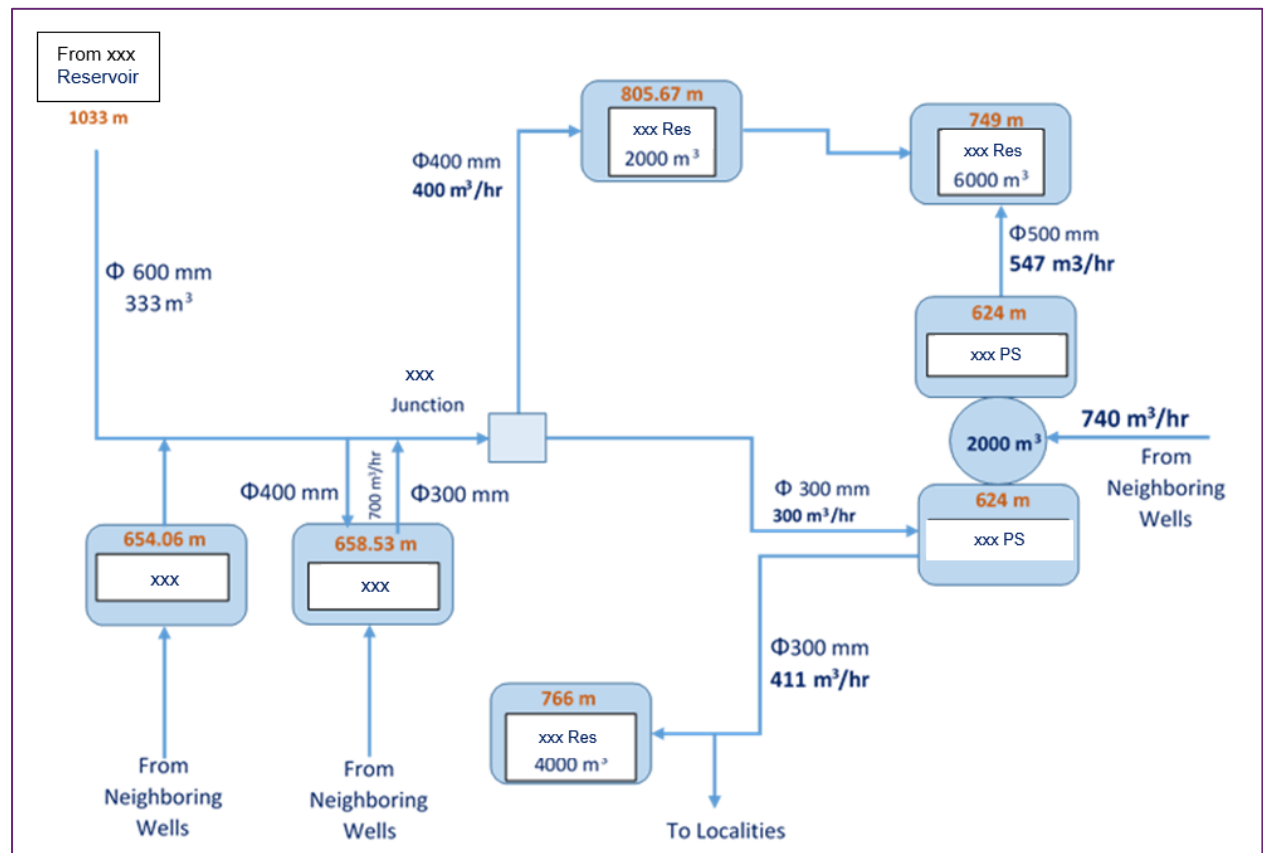 From xxx
Reservoir
1033 m
Φ 600 mm
333 m³
805.67 m
xxx Res
2000 m³
Φ400 mm
400 m³/hr
749 m
xxx Res
6000 m³
Φ500 mm
547 m3/hr
624 m
xxx PS
2000 m³
740 m³/hr
From
Neighboring
Wells
624 m
xxx PS
xxx
Junction
Φ 300 mm
300 m³/hr
Φ400 mm
700 m³/hr
Φ300 mm
654.06 m
xxx
658.53 m
xxx
From
Neighboring
Wells
From
Neighboring
Wells
Φ300 mm
411 m³/hr
766 m
xxx Res
4000 m³
To Localities